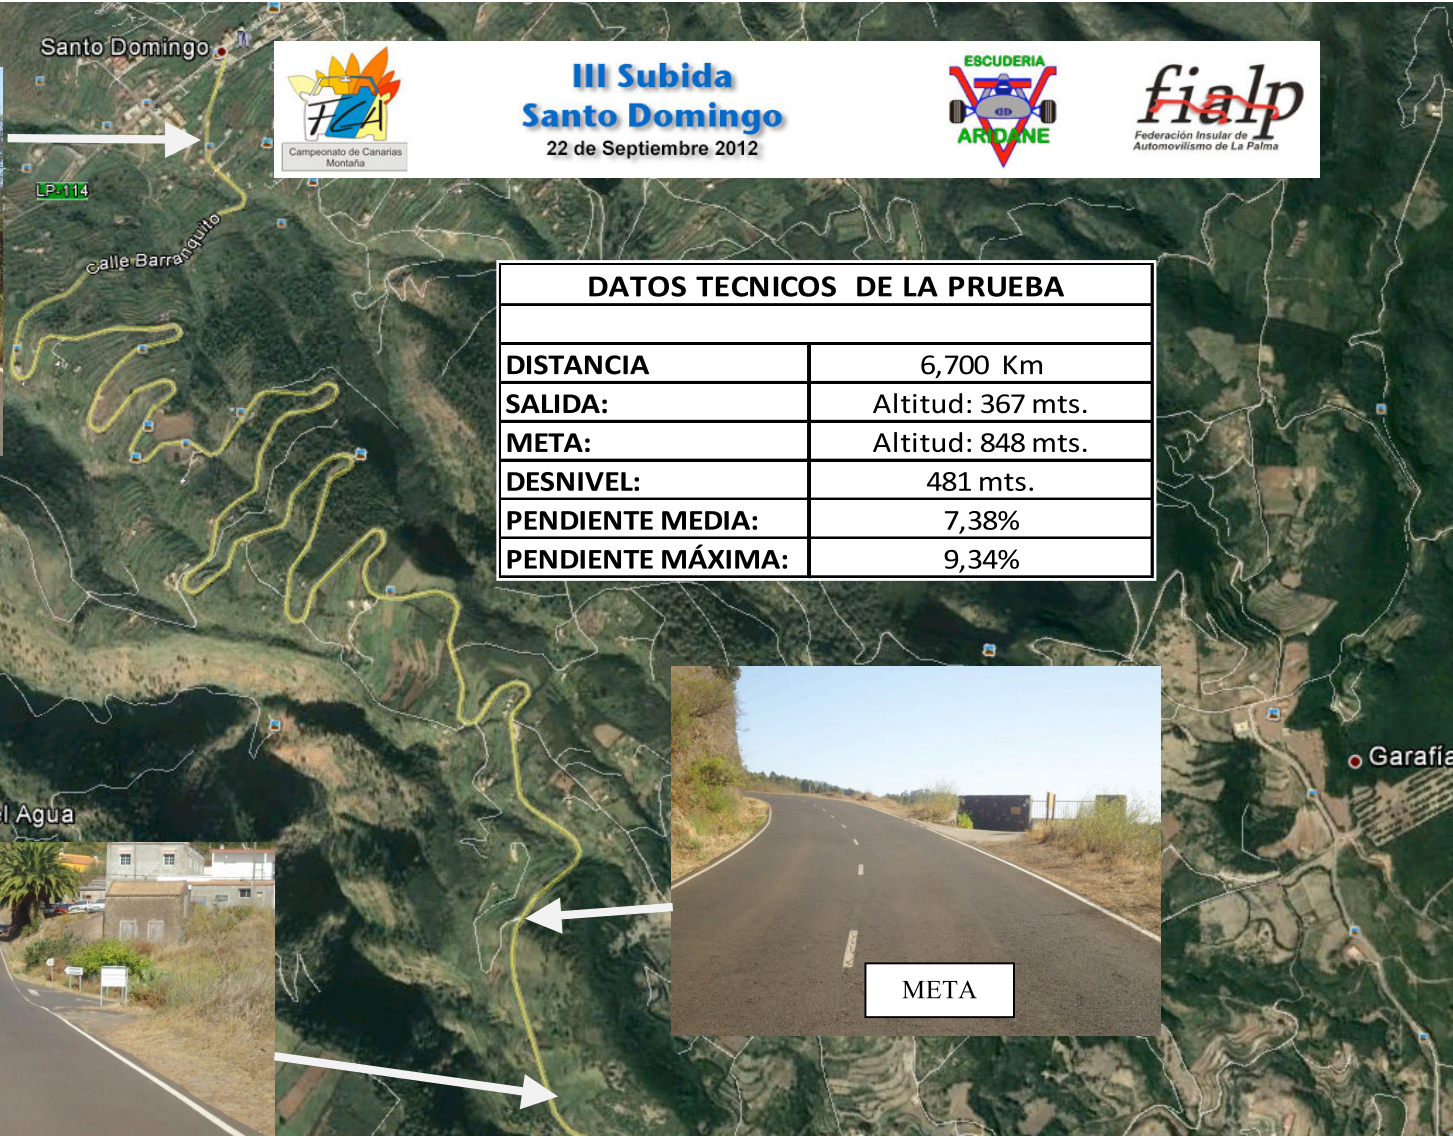 Santo Domingo
FCA
Campeonato de Canarias
Montaña
III Subida
Santo Domingo
22 de Septiembre 2012
ESCUDERIA
ARIDANE
fialp
Federación Insular de
Automovilismo de La Palma
LP-114
Calle Barranquito
DATOS TECNICOS DE LA PRUEBA
DISTANCIA 6,700 Km
SALIDA: Altitud: 367 mts.
META: Altitud: 848 mts.
DESNIVEL: 481 mts.
PENDIENTE MEDIA: 7,38%
PENDIENTE MÁXIMA: 9,34%
Garafía
el Agua
META